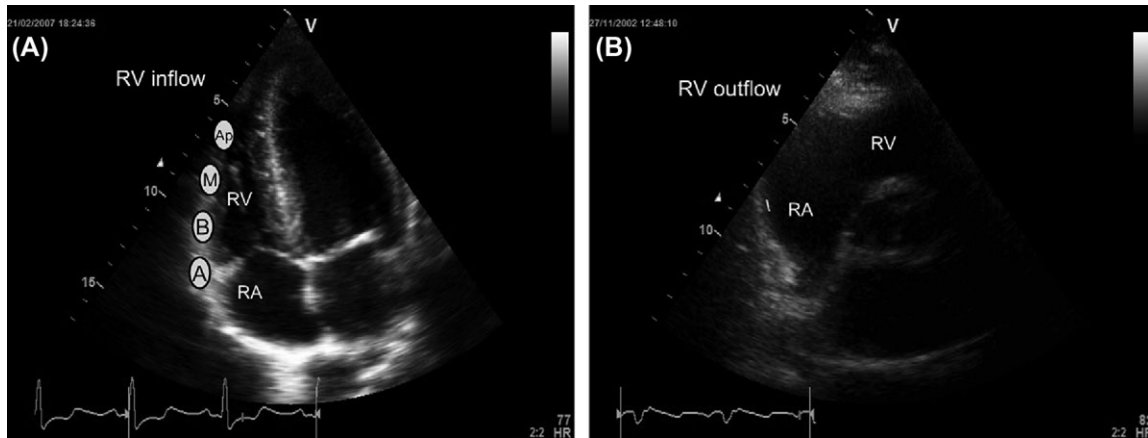 21/02/2007 18:24:36
V
(A)
RV inflow
5
Ap
M
10
RV
B
A
15
RA
77
2:2 HR
27/11/2002 12:48:10
V
(B)
RV outflow
5
RV
RA
10
2:2 HR